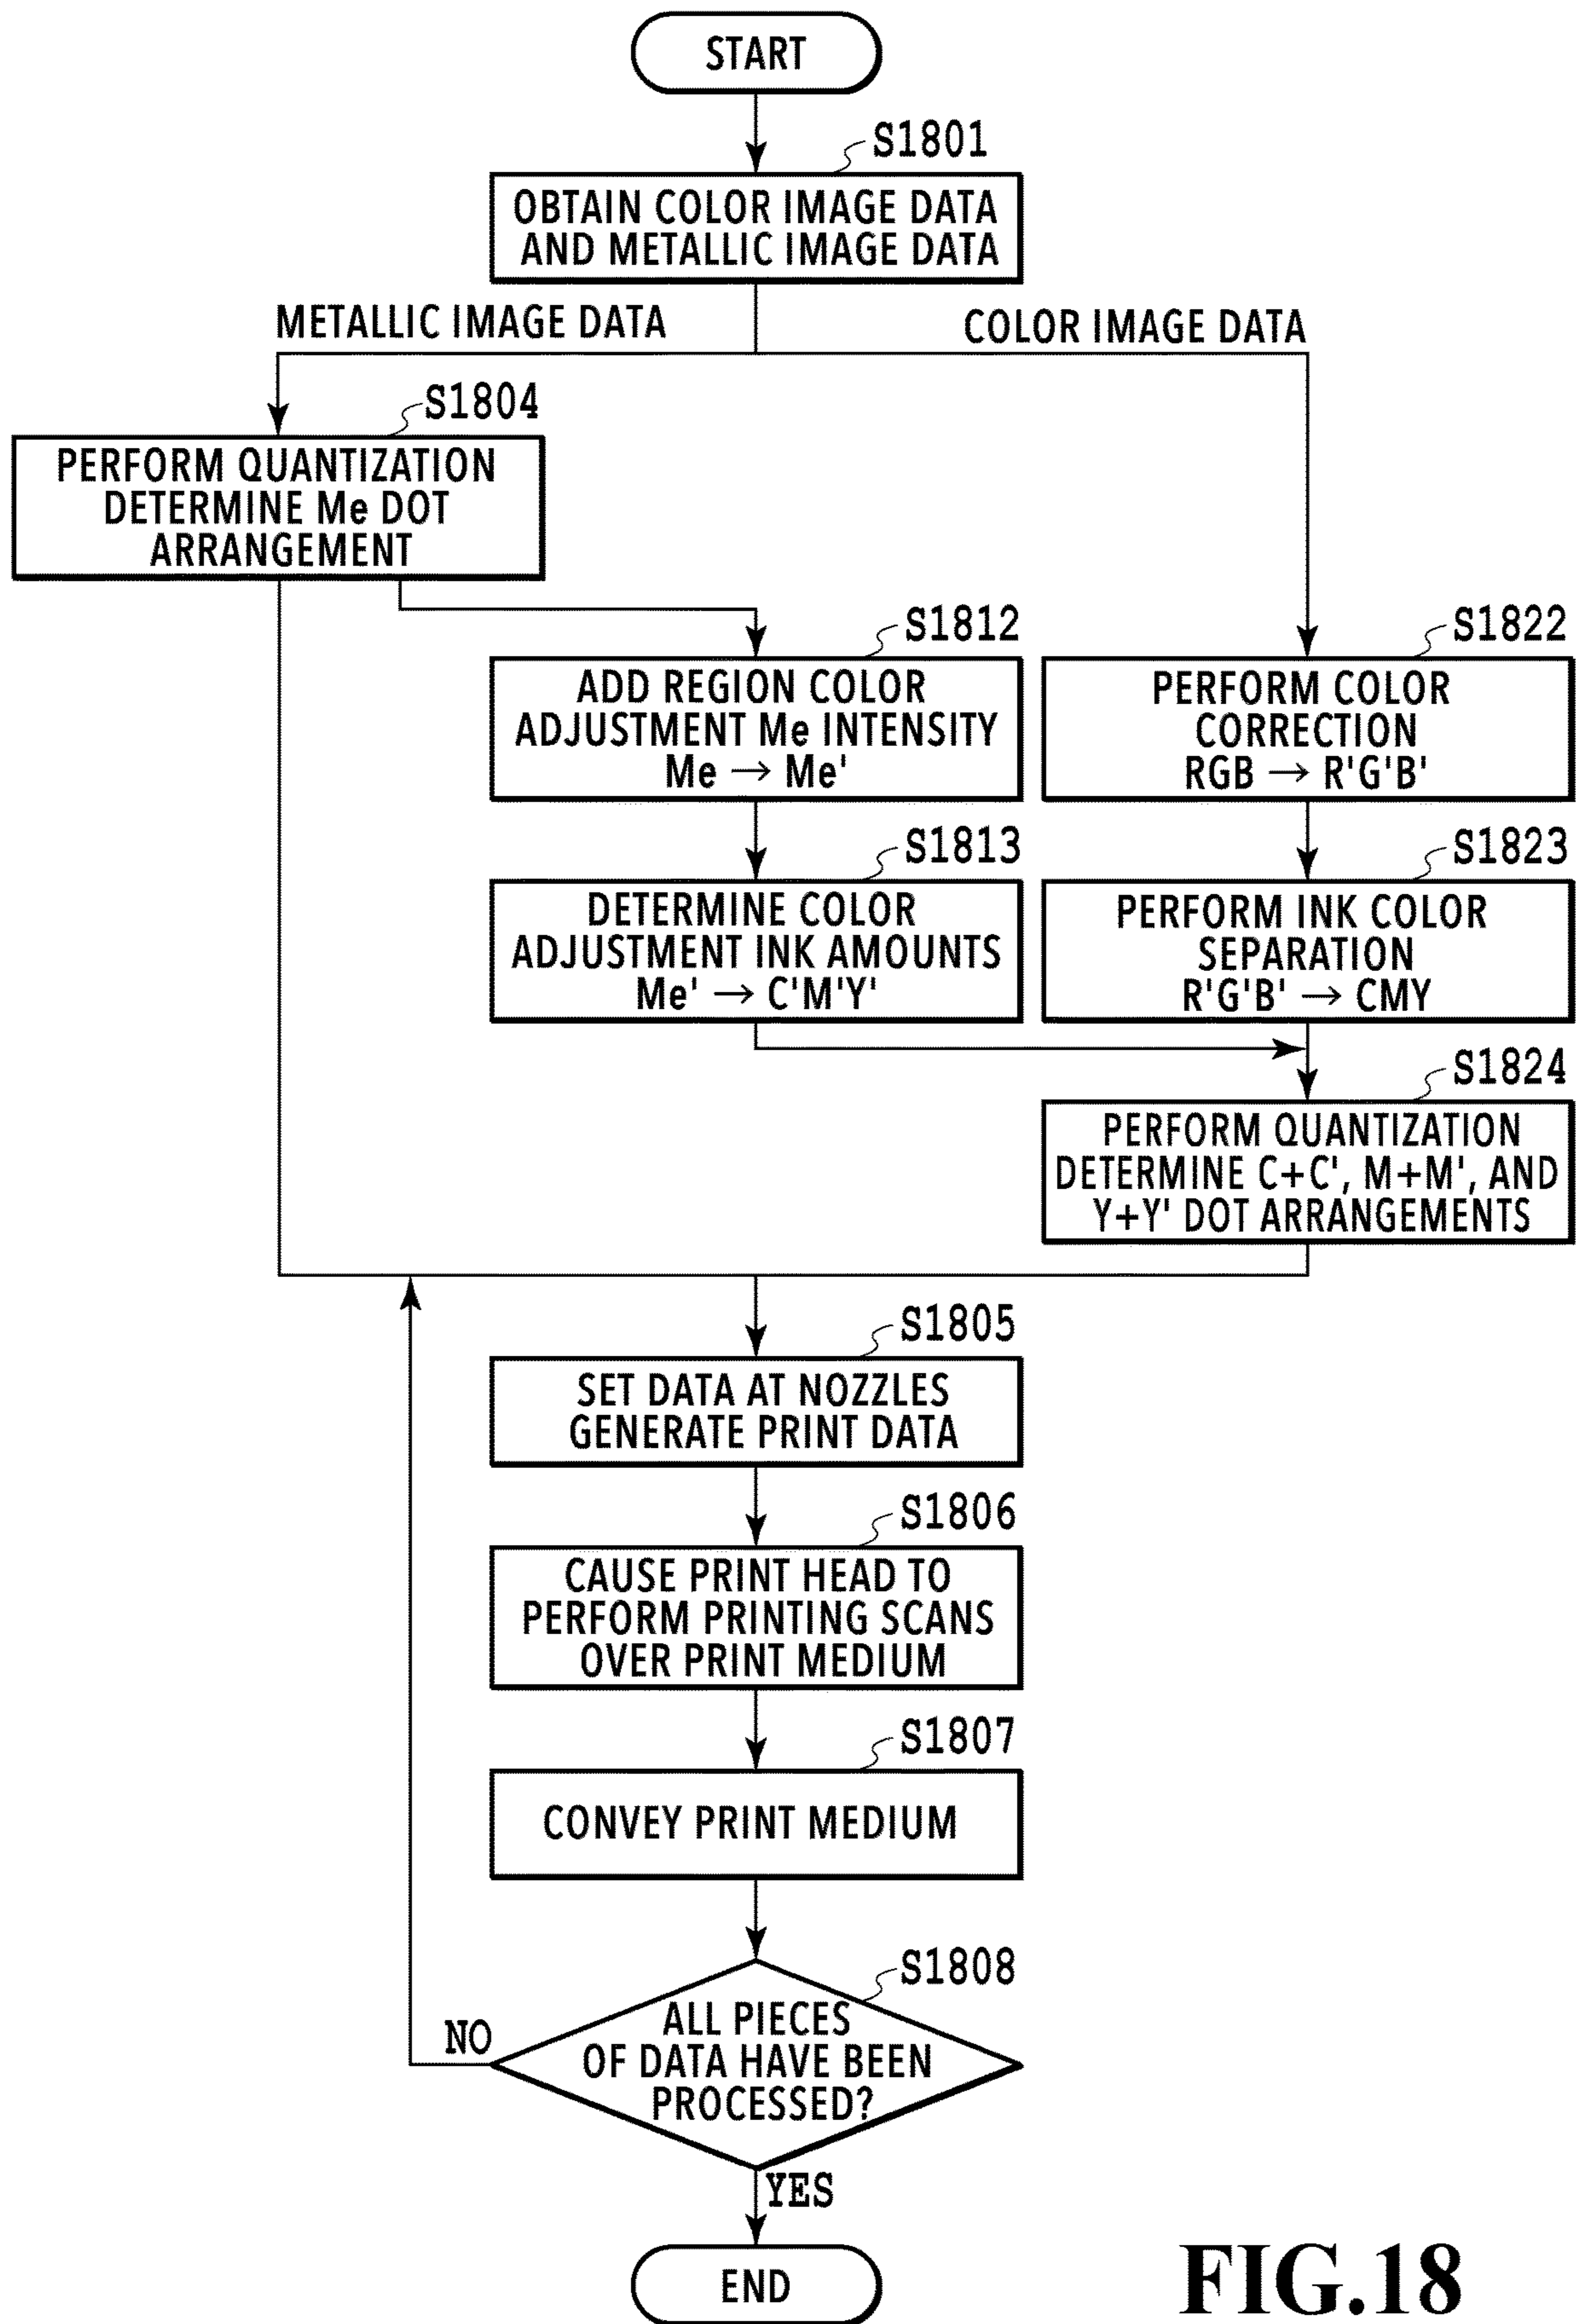 START
S1801
OBTAIN COLOR IMAGE DATA
AND METALLIC IMAGE DATA
METALLIC IMAGE DATA
COLOR IMAGE DATA
S1804
PERFORM QUANTIZATION
DETERMINE Me DOT
ARRANGEMENT
S1812
ADD REGION COLOR
ADJUSTMENT Me INTENSITY
Me → Me'
S1822
PERFORM COLOR
CORRECTION
RGB → R'G'B'
S1813
DETERMINE COLOR
ADJUSTMENT INK AMOUNTS
Me' → C'M'Y'
S1823
PERFORM INK COLOR
SEPARATION
R'G'B' → CMY
S1824
PERFORM QUANTIZATION
DETERMINE C+C', M+M', AND
Y+Y' DOT ARRANGEMENTS
S1805
SET DATA AT NOZZLES
GENERATE PRINT DATA
S1806
CAUSE PRINT HEAD TO
PERFORM PRINTING SCANS
OVER PRINT MEDIUM
S1807
CONVEY PRINT MEDIUM
S1808
ALL PIECES
OF DATA HAVE BEEN
PROCESSED?
NO
YES
END
FIG.18